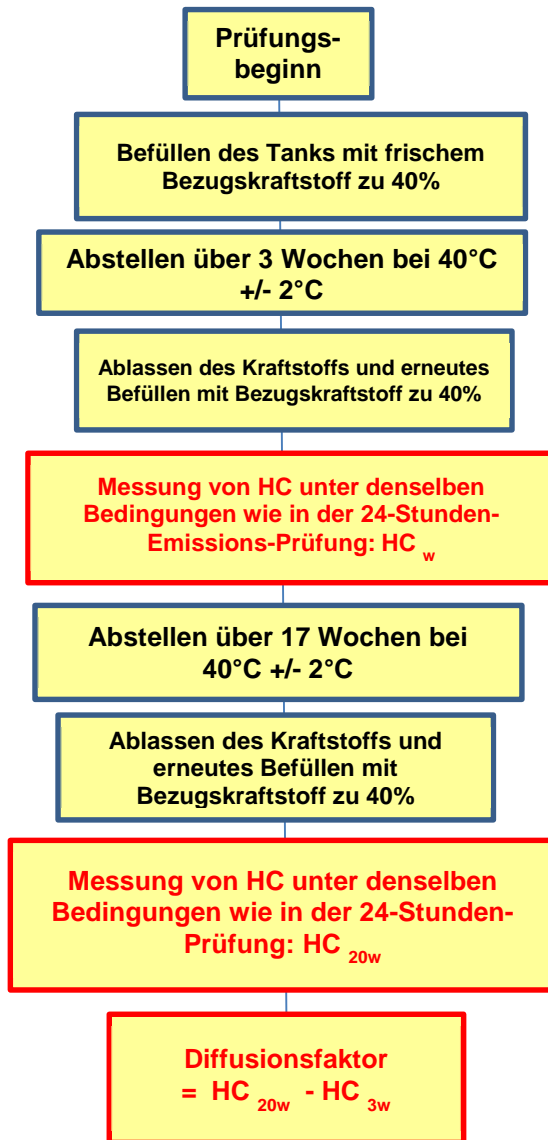 Prüfungs-
beginn
Befüllen des Tanks mit frischem
Bezugskraftstoff zu 40%
Abstellen über 3 Wochen bei 40°C
+/- 2°C
Ablassen des Kraftstoffs und erneutes
Befüllen mit Bezugskraftstoff zu 40%
Messung von HC unter denselben
Bedingungen wie in der 24-Stunden-
Emissions-Prüfung: HC w
Abstellen über 17 Wochen bei
40°C +/- 2°C
Ablassen des Kraftstoffs und
erneutes Befüllen mit
Bezugskraftstoff zu 40%
Messung von HC unter denselben
Bedingungen wie in der 24-Stunden-
Prüfung: HC 20w
Diffusionsfaktor
= HC 20w - HC 3w